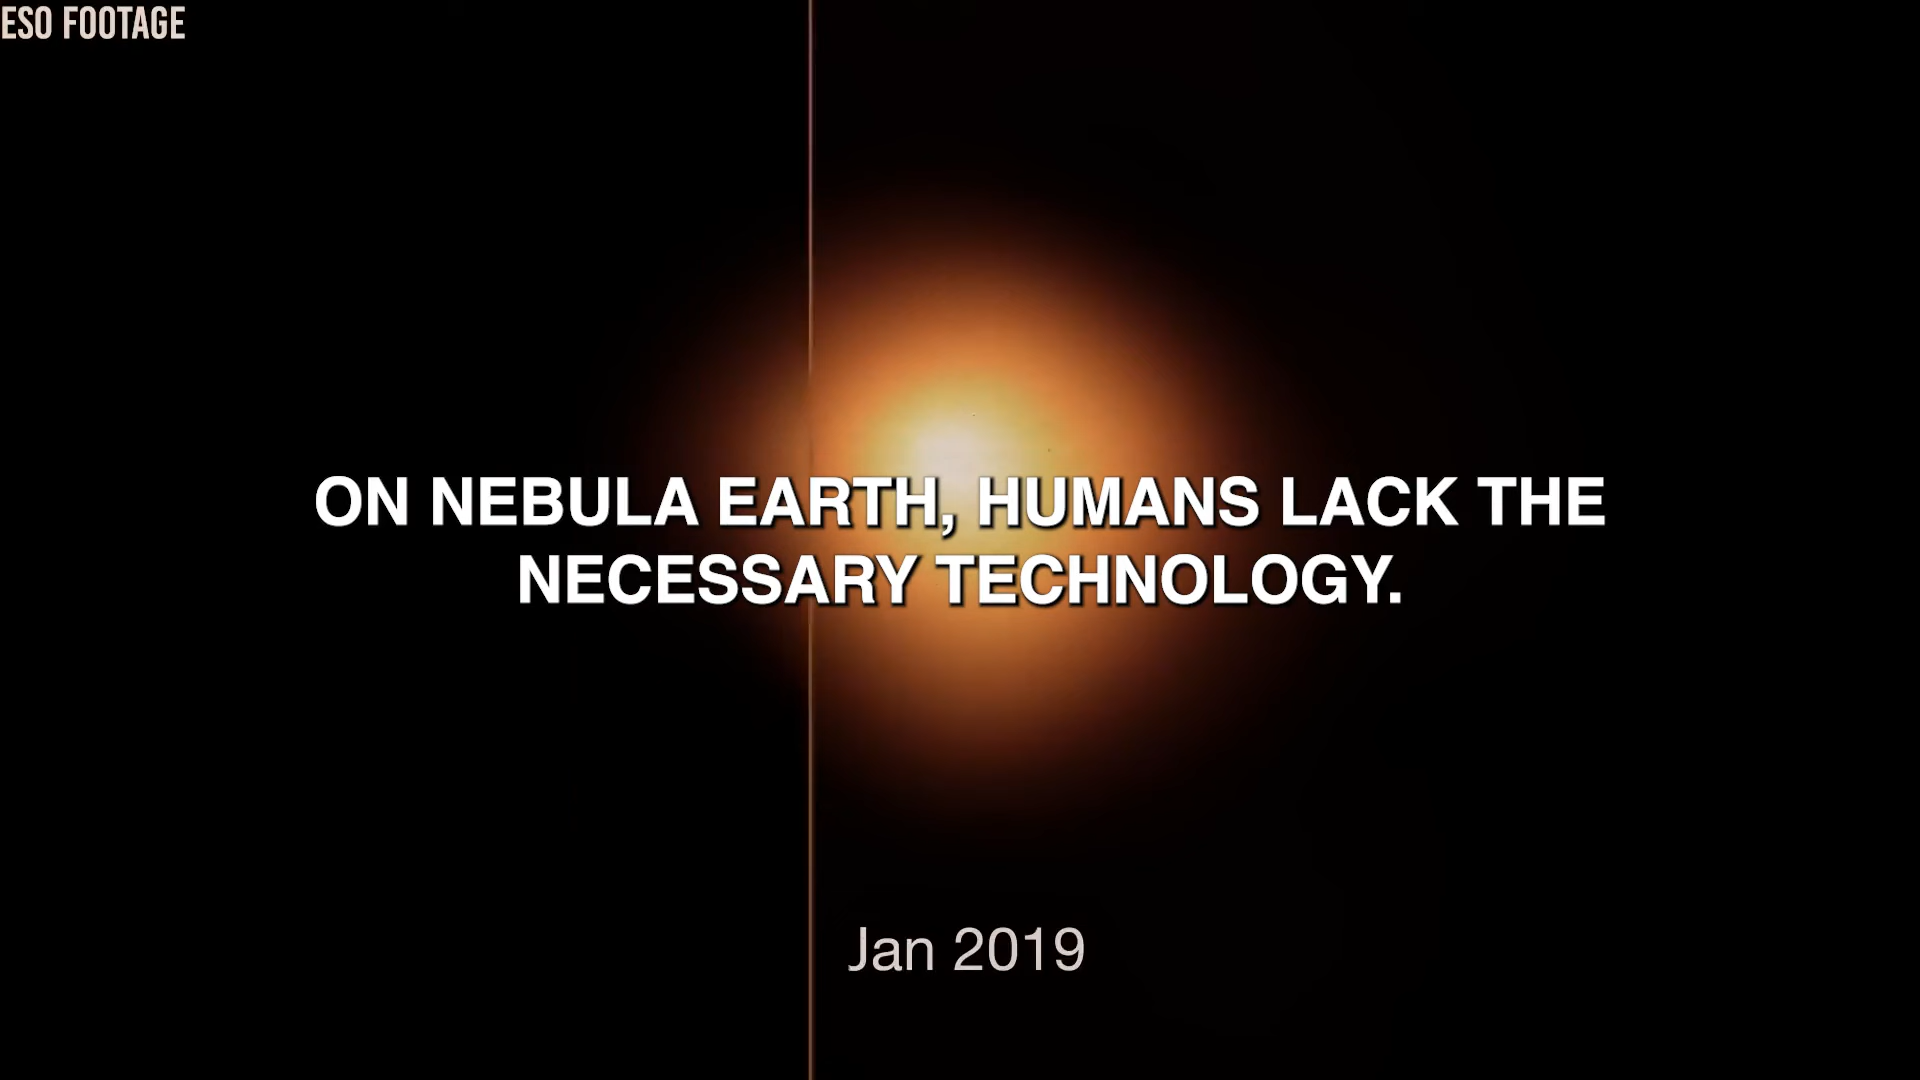 ESO FOOTAGE
ON NEBULA EARTH, HUMANS LACK THE
NECESSARY TECHNOLOGY.
Jan 2019